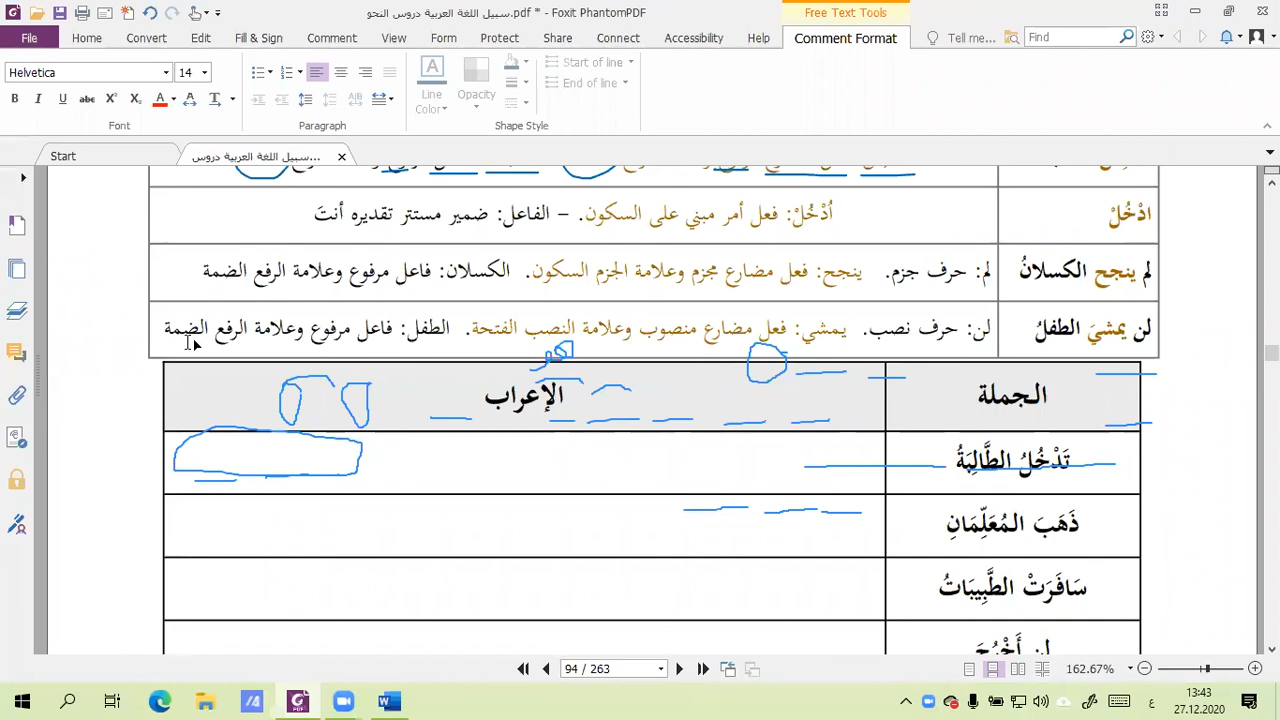 سبيل اللغة العربية دروس النحو.pdf * - Foxit PhantomPDF
Free Text Tools
File Home Convert Edit Fill & Sign Comment View Form Protect Share Connect Accessibility Help Comment Format Tell me... Find
Helvetica 14
Start of line
End of line
Line Color
Opacity
Font Paragraph Shape Style
Start
سبيل اللغة العربية دروس...
ادْخُلْ
اُدْخُلْ: فعل أمر مبني على السكون. – الفاعل: ضمير مستتر تقديره أنتَ
لم ينجح الكسلانُ
لم: حرف جزم. ينجح: فعل مضارع مجزم وعلامة الجزم السكون. الكسلان: فاعل مرفوع وعلامة الرفع الضمة
لن يمشيَ الطفلُ
لن: حرف نصب. يمشي: فعل مضارع منصوب وعلامة النصب الفتحة. الطفل: فاعل مرفوع وعلامة الرفع الضمة
الجملة الإعراب
تَدْخُلُ الطَّالِبَةُ
ذَهَبَ المُعَلِّمَانِ
سَافَرَتْ الطَّبِيبَاتُ
لن أَخْرُجَ
94 / 263
162.67%
ع
13:43
27.12.2020